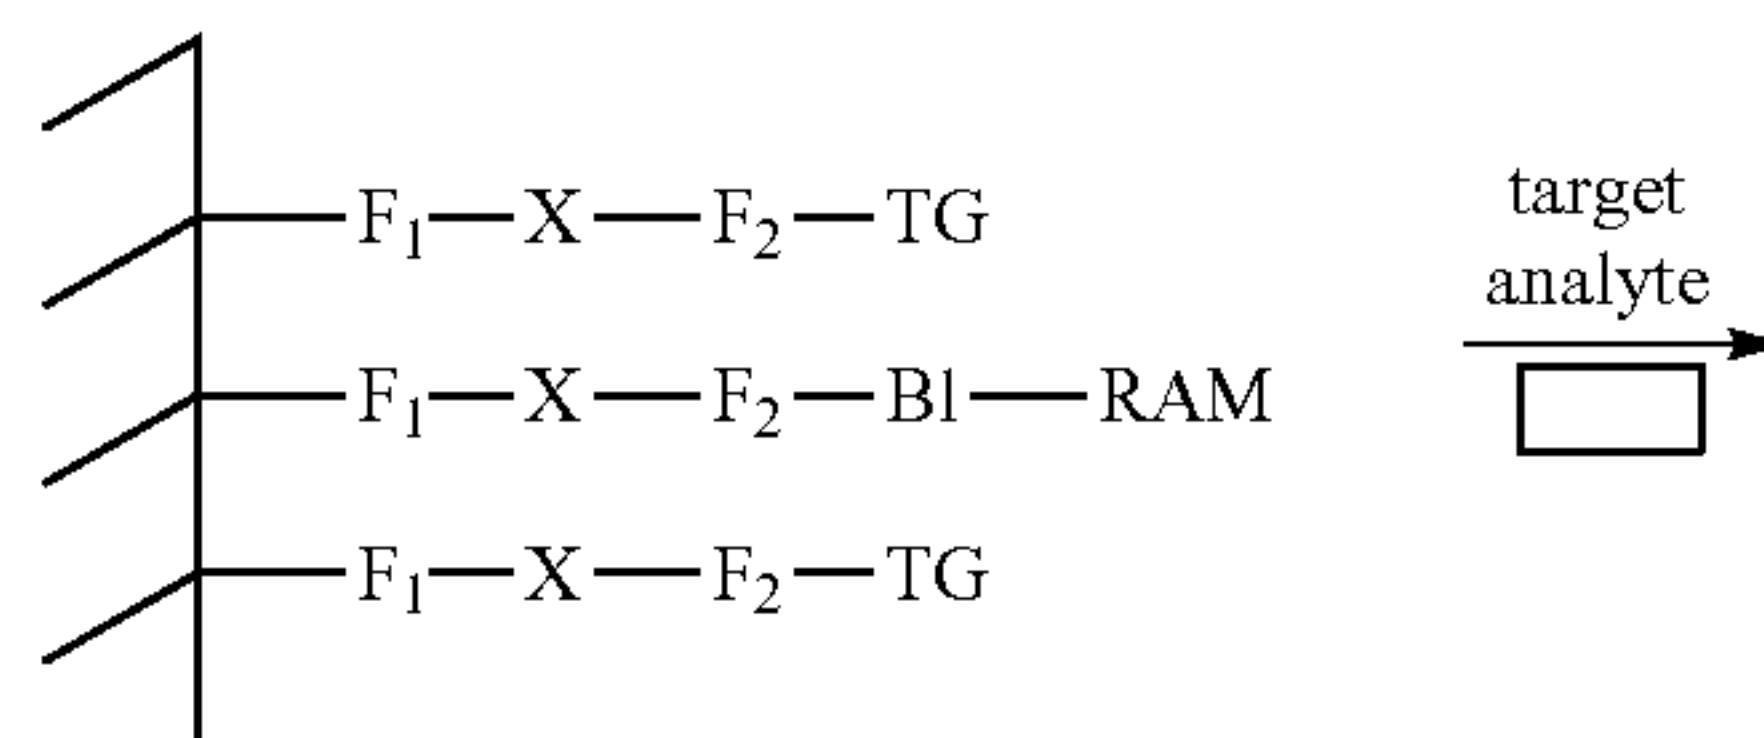 F₁—X—F₂—TG
target
analyte
F₁—X—F₂—Bl—RAM
F₁—X—F₂—TG